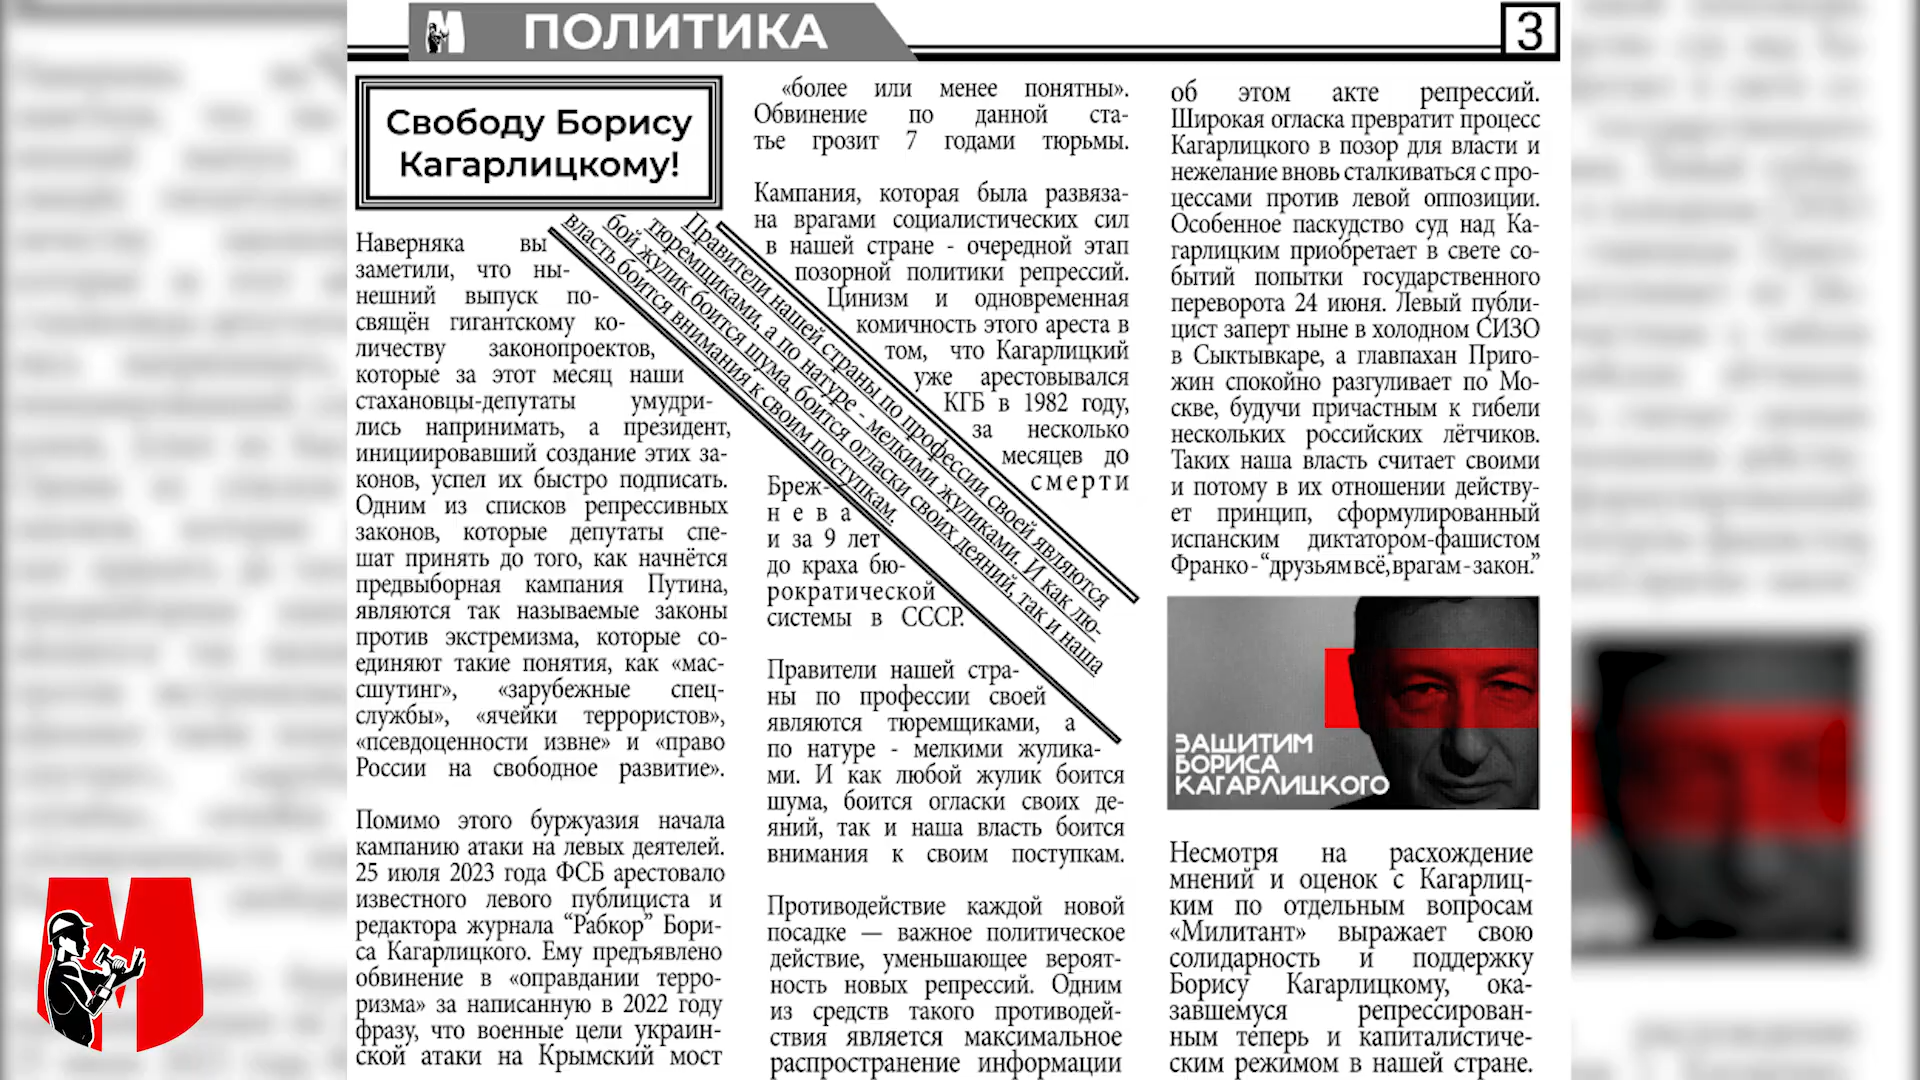 ПОЛИТИКА
3
Свободу Борису
Кагарлицкому!
Наверняка вы
заметили, что ны-
нешний выпуск по-
свящён гигантскому ко-
личеству законопроектов,
которые за этот месяц наши
стахановцы-депутаты умудри-
лись напринимать, а президент,
инициировавший создание этих за-
конов, успел их быстро подписать.
Одним из списков репрессивных
законов, которые депутаты спе-
шат принять до того, как начнётся
предвыборная кампания Путина,
являются так называемые законы
против экстремизма, которые со-
единяют такие понятия, как «мас-
сшутинг», «зарубежные спец-
службы», «ячейки террористов»,
«псевдоценности извне» и «право
России на свободное развитие».
Помимо этого буржуазия начала
кампанию атаки на левых деятелей.
25 июля 2023 года ФСБ арестовало
известного левого публициста и
редактора журнала “Рабкор” Бори-
са Кагарлицкого. Ему предъявлено
обвинение в «оправдании терро-
ризма» за написанную в 2022 году
фразу, что военные цели украин-
ской атаки на Крымский мост
Правители нашей страны по профессии своей являются
тюремщиками, а по натуре - мелкими жуликами. И как лю-
бой жулик боится шума, боится огласки своих деяний, так и наша
власть боится внимания к своим поступкам.
«более или менее понятны».
Обвинение по данной ста-
тье грозит 7 годами тюрьмы.
Кампания, которая была развяза-
на врагами социалистических сил
в нашей стране - очередной этап
позорной политики репрессий.
Цинизм и одновременная
комичность этого ареста в
том, что Кагарлицкий
уже арестовывался
КГБ в 1982 году,
за несколько
месяцев до
смерти
Бреж-
нева
и за 9 лет
до краха бю-
рократической
системы в СССР.
Правители нашей стра-
ны по профессии своей
являются тюремщиками, а
по натуре - мелкими жулика-
ми. И как любой жулик боится
шума, боится огласки своих де-
яний, так и наша власть боится
внимания к своим поступкам.
Противодействие каждой новой
посадке — важное политическое
действие, уменьшающее вероят-
ность новых репрессий. Одним
из средств такого противодей-
ствия является максимальное
распространение информации
об этом акте репрессий.
Широкая огласка превратит процесс
Кагарлицкого в позор для власти и
нежелание вновь сталкиваться с про-
цессами против левой оппозиции.
Особенное паскудство суд над Ка-
гарлицким приобретает в свете со-
бытий попытки государственного
переворота 24 июня. Левый публи-
цист заперт ныне в холодном СИЗО
в Сыктывкаре, а главпахан Приго-
жин спокойно разгуливает по Мо-
скве, будучи причастным к гибели
нескольких российских лётчиков.
Таких наша власть считает своими
и потому в их отношении действу-
ет принцип, сформулированный
испанским диктатором-фашистом
Франко - “друзьям всё, врагам - закон.”
ЗАЩИТИМ
БОРИСА
КАГАРЛИЦКОГО
Несмотря на расхождение
мнений и оценок с Кагарлиц-
ким по отдельным вопросам
«Милитант» выражает свою
солидарность и поддержку
Борису Кагарлицкому, ока-
завшемуся репрессирован-
ным теперь и капиталистиче-
ским режимом в нашей стране.
М